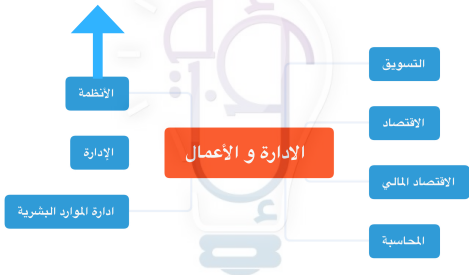 الادارة و الأعمال
التسويق
الاقتصاد
الاقتصاد المالي
المحاسبة
الأنظمة
الإدارة
ادارة الموارد البشرية